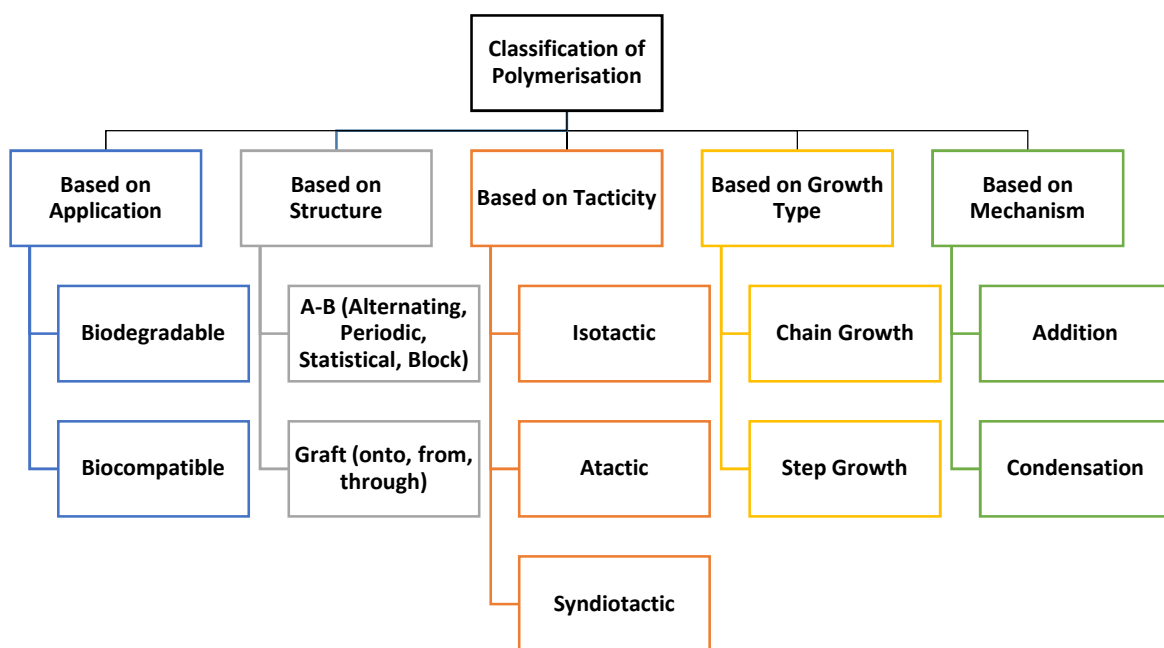 Classification of
Polymerisation
Based on
Application
Based on
Structure
Based on Tacticity
Based on Growth
Type
Based on
Mechanism
Biodegradable
A-B (Alternating,
Periodic,
Statistical, Block)
Isotactic
Chain Growth
Addition
Biocompatible
Graft (onto, from,
through)
Atactic
Step Growth
Condensation
Syndiotactic